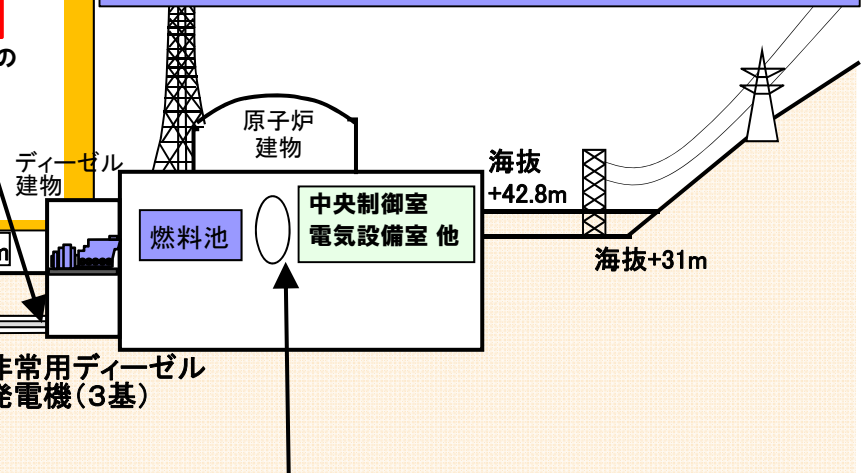 の
原子炉
建物
ディーゼル
建物
海抜
+42.8m
中央制御室
電気設備室 他
燃料池
m
海抜+31m
非常用ディーゼル
発電機(3基)